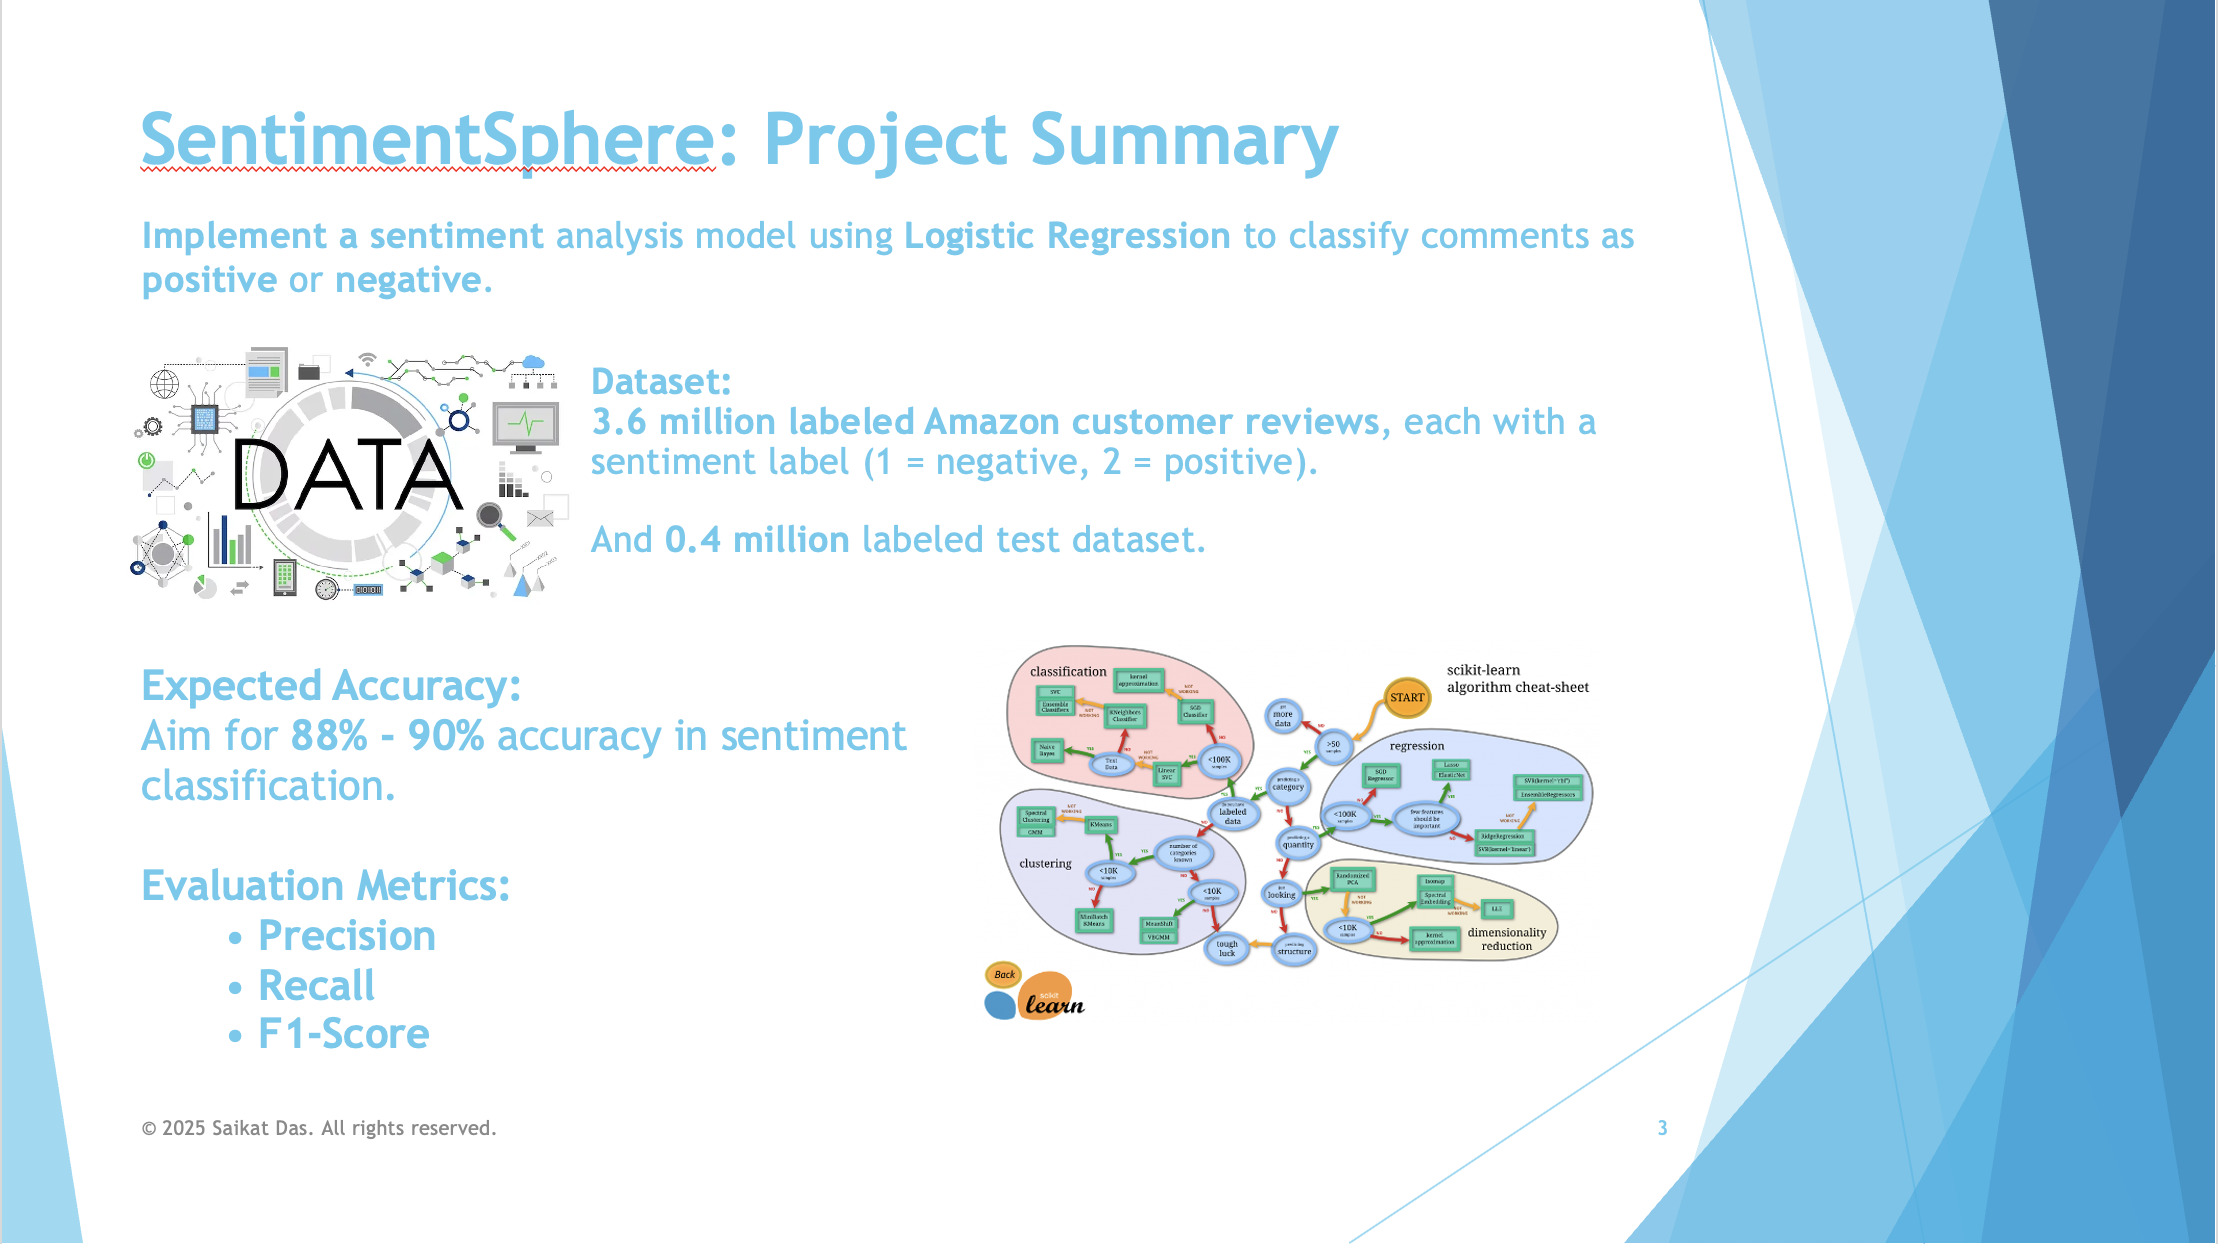 SentimentSphere: Project Summary
Implement a sentiment analysis model using Logistic Regression to classify comments as
positive or negative.
DATA
Dataset:
3.6 million labeled Amazon customer reviews, each with a
sentiment label (1 = negative, 2 = positive).
And 0.4 million labeled test dataset.
Expected Accuracy:
Aim for 88% - 90% accuracy in sentiment
classification.
Evaluation Metrics:
• Precision
• Recall
• F1-Score
scikit-learn
algorithm cheat-sheet
START
classification
kernel
approximation
SVC
Ensemble
Classifiers
KNeighbors
Classifier
SGD
Classifier
NOT
WORKING
Naive
Bayes
Text
Data
Linear
SVC
<100K
samples
more
data
>50
samples
category
labeled
data
quantity
looking
structure
tough
luck
regression
SGD
Regressor
Lasso
ElasticNet
SVR(kernel='rbf')
EnsembleRegressors
<100K
samples
few features
should be
important
RidgeRegression
SVR(kernel='linear')
clustering
Spectral
Clustering
GMM
KMeans
number of
categories
known
<10K
samples
<10K
samples
MiniBatch
KMeans
MeanShift
VBGMM
dimensionality
reduction
Randomized
PCA
Isomap
Spectral
Embedding
LLE
<10K
samples
kernel
approximation
Back
scikit
learn
© 2025 Saikat Das. All rights reserved.
3